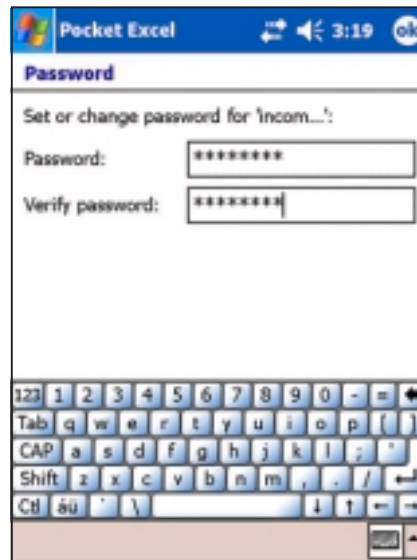 Pocket Excel 3:19 ok
Password
Set or change password for 'incom...':
Password: ********
Verify password: ********
123 1 2 3 4 5 6 7 8 9 0 - =
Tab q w e r t y u i o p [ ]
CAP a s d f g h j k l ; '
Shift z x c v b n m , . /
Ctl áü ` \